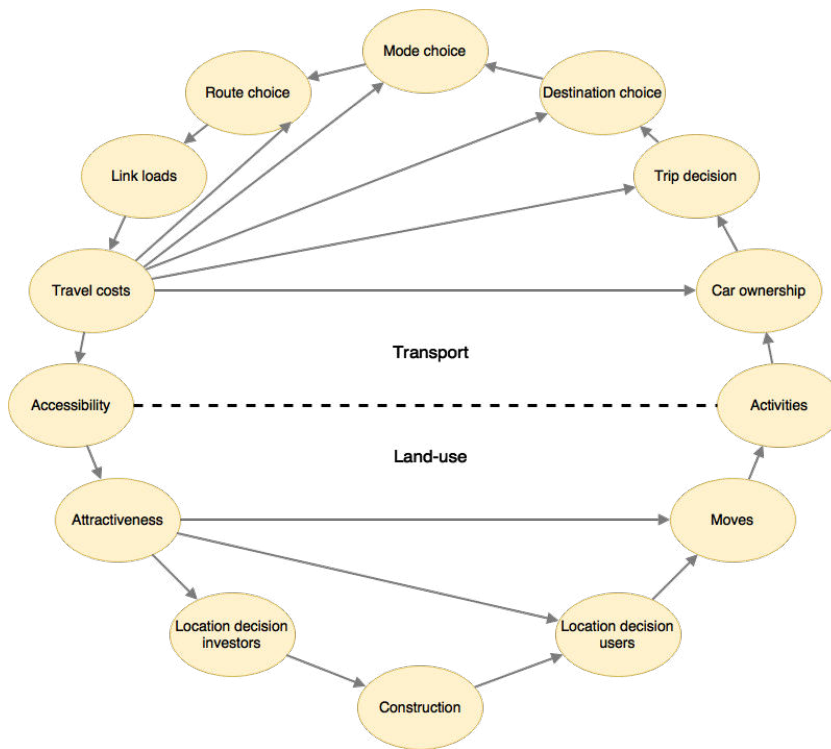 Mode choice
Route choice
Destination choice
Link loads
Trip decision
Travel costs
Car ownership
Transport
Accessibility
Activities
Land-use
Attractiveness
Moves
Location decision
investors
Location decision
users
Construction